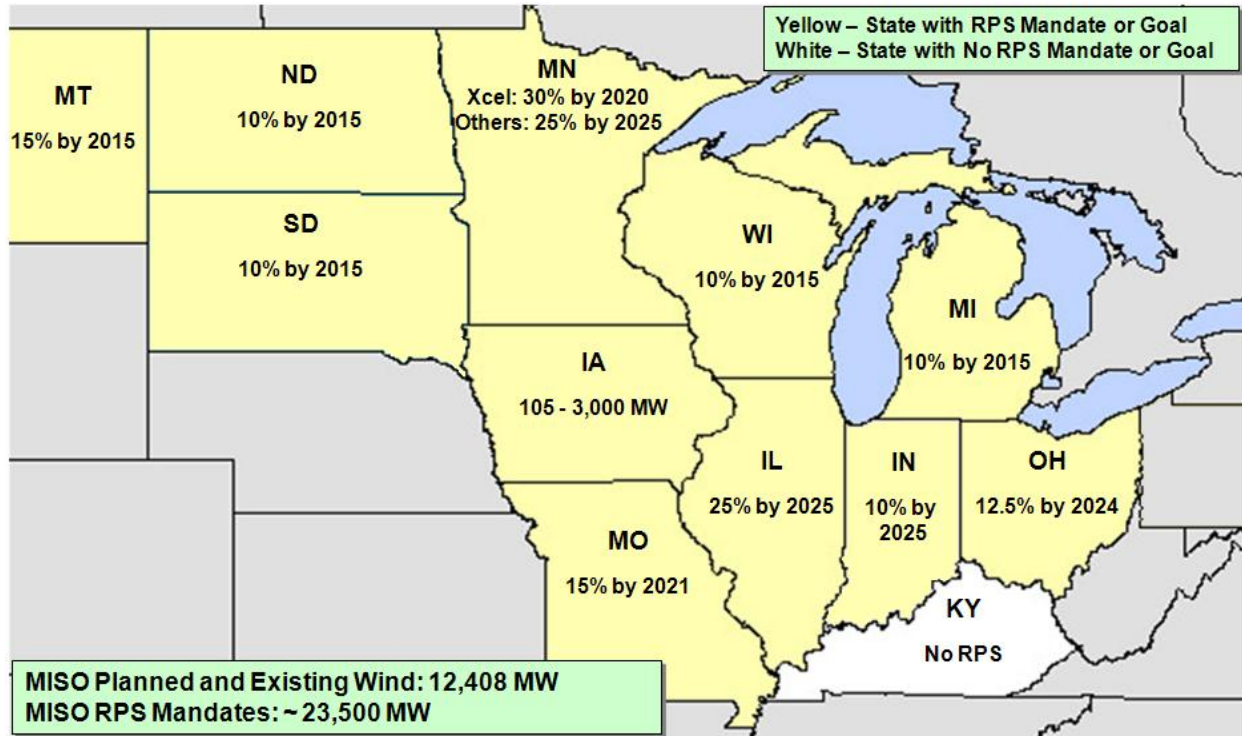 Yellow – State with RPS Mandate or Goal
White – State with No RPS Mandate or Goal
MT
15% by 2015
ND
10% by 2015
MN
Xcel: 30% by 2020
Others: 25% by 2025
SD
10% by 2015
WI
10% by 2015
MI
10% by 2015
IA
105 - 3,000 MW
IL
25% by 2025
IN
10% by
2025
OH
12.5% by 2024
MO
15% by 2021
KY
No RPS
MISO Planned and Existing Wind: 12,408 MW
MISO RPS Mandates: ~ 23,500 MW